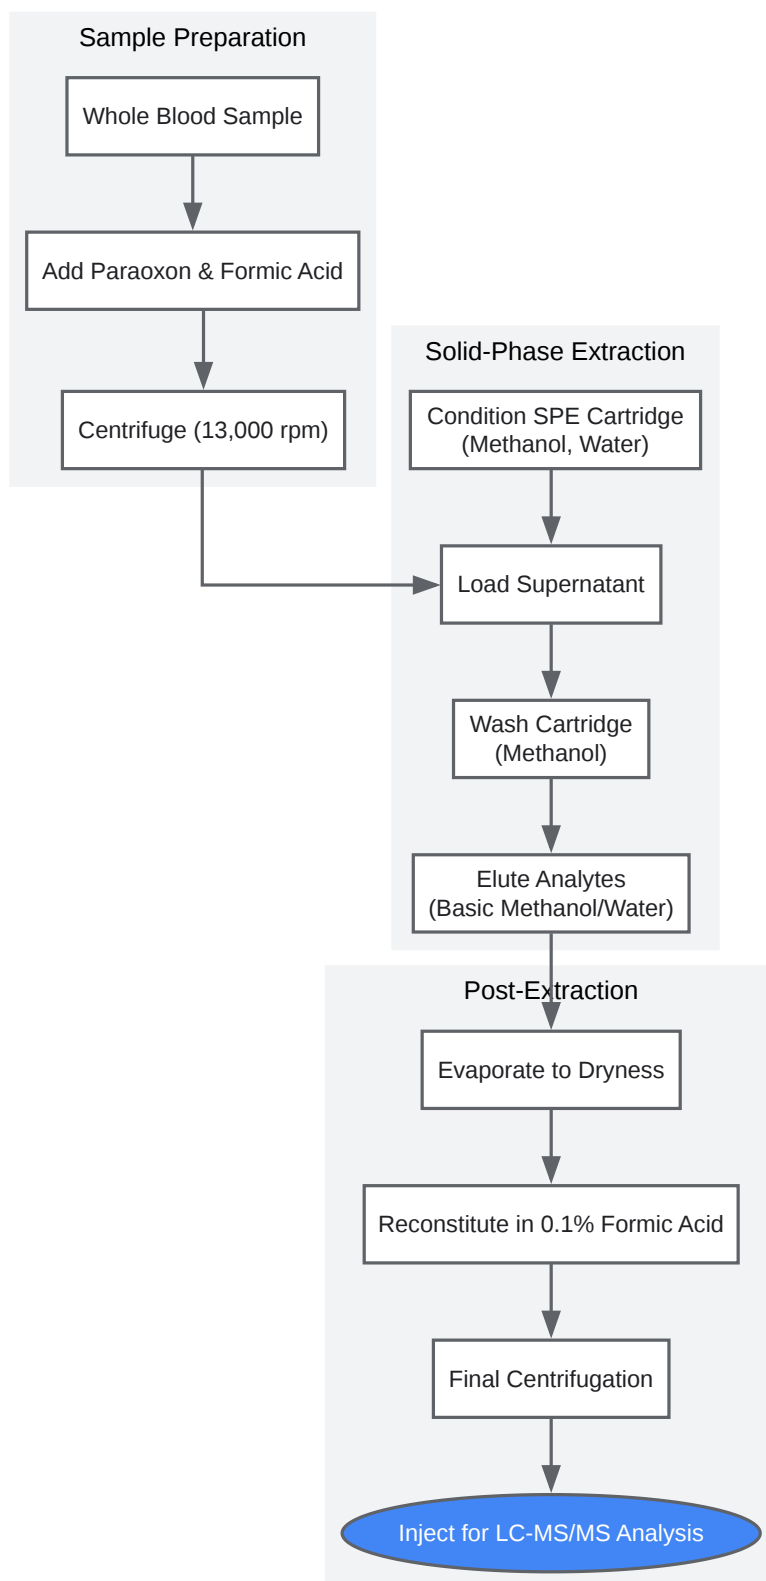 Sample Preparation
Whole Blood Sample
Add Paraoxon & Formic Acid
Centrifuge (13,000 rpm)
Solid-Phase Extraction
Condition SPE Cartridge
(Methanol, Water)
Load Supernatant
Wash Cartridge
(Methanol)
Elute Analytes
(Basic Methanol/Water)
Post-Extraction
Evaporate to Dryness
Reconstitute in 0.1% Formic Acid
Final Centrifugation
Inject for LC-MS/MS Analysis